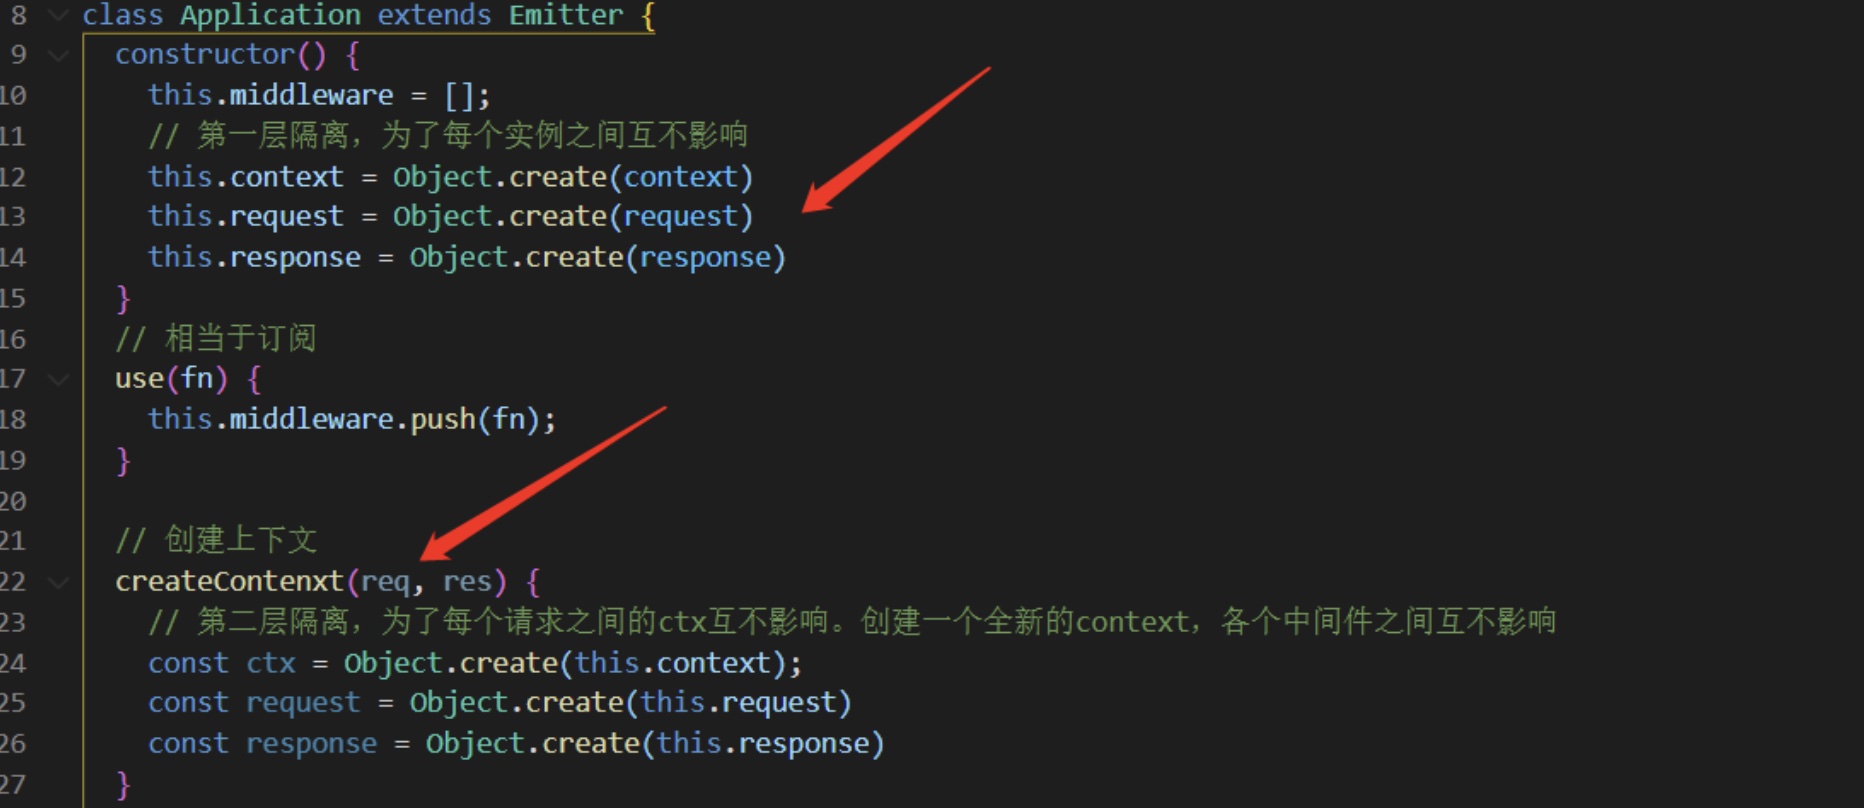 8 class Application extends Emitter {
9 constructor() {
10 this.middleware = [];
11 // 第一层隔离，为了每个实例之间互不影响
12 this.context = Object.create(context)
13 this.request = Object.create(request)
14 this.response = Object.create(response)
15 }
16 // 相当于订阅
17 use(fn) {
18 this.middleware.push(fn);
19 }
20
21 // 创建上下文
22 createContenxt(req, res) {
23 // 第二层隔离，为了每个请求之间的ctx互不影响。创建一个全新的context，各个中间件之间互不影响
24 const ctx = Object.create(this.context);
25 const request = Object.create(this.request)
26 const response = Object.create(this.response)
27 }